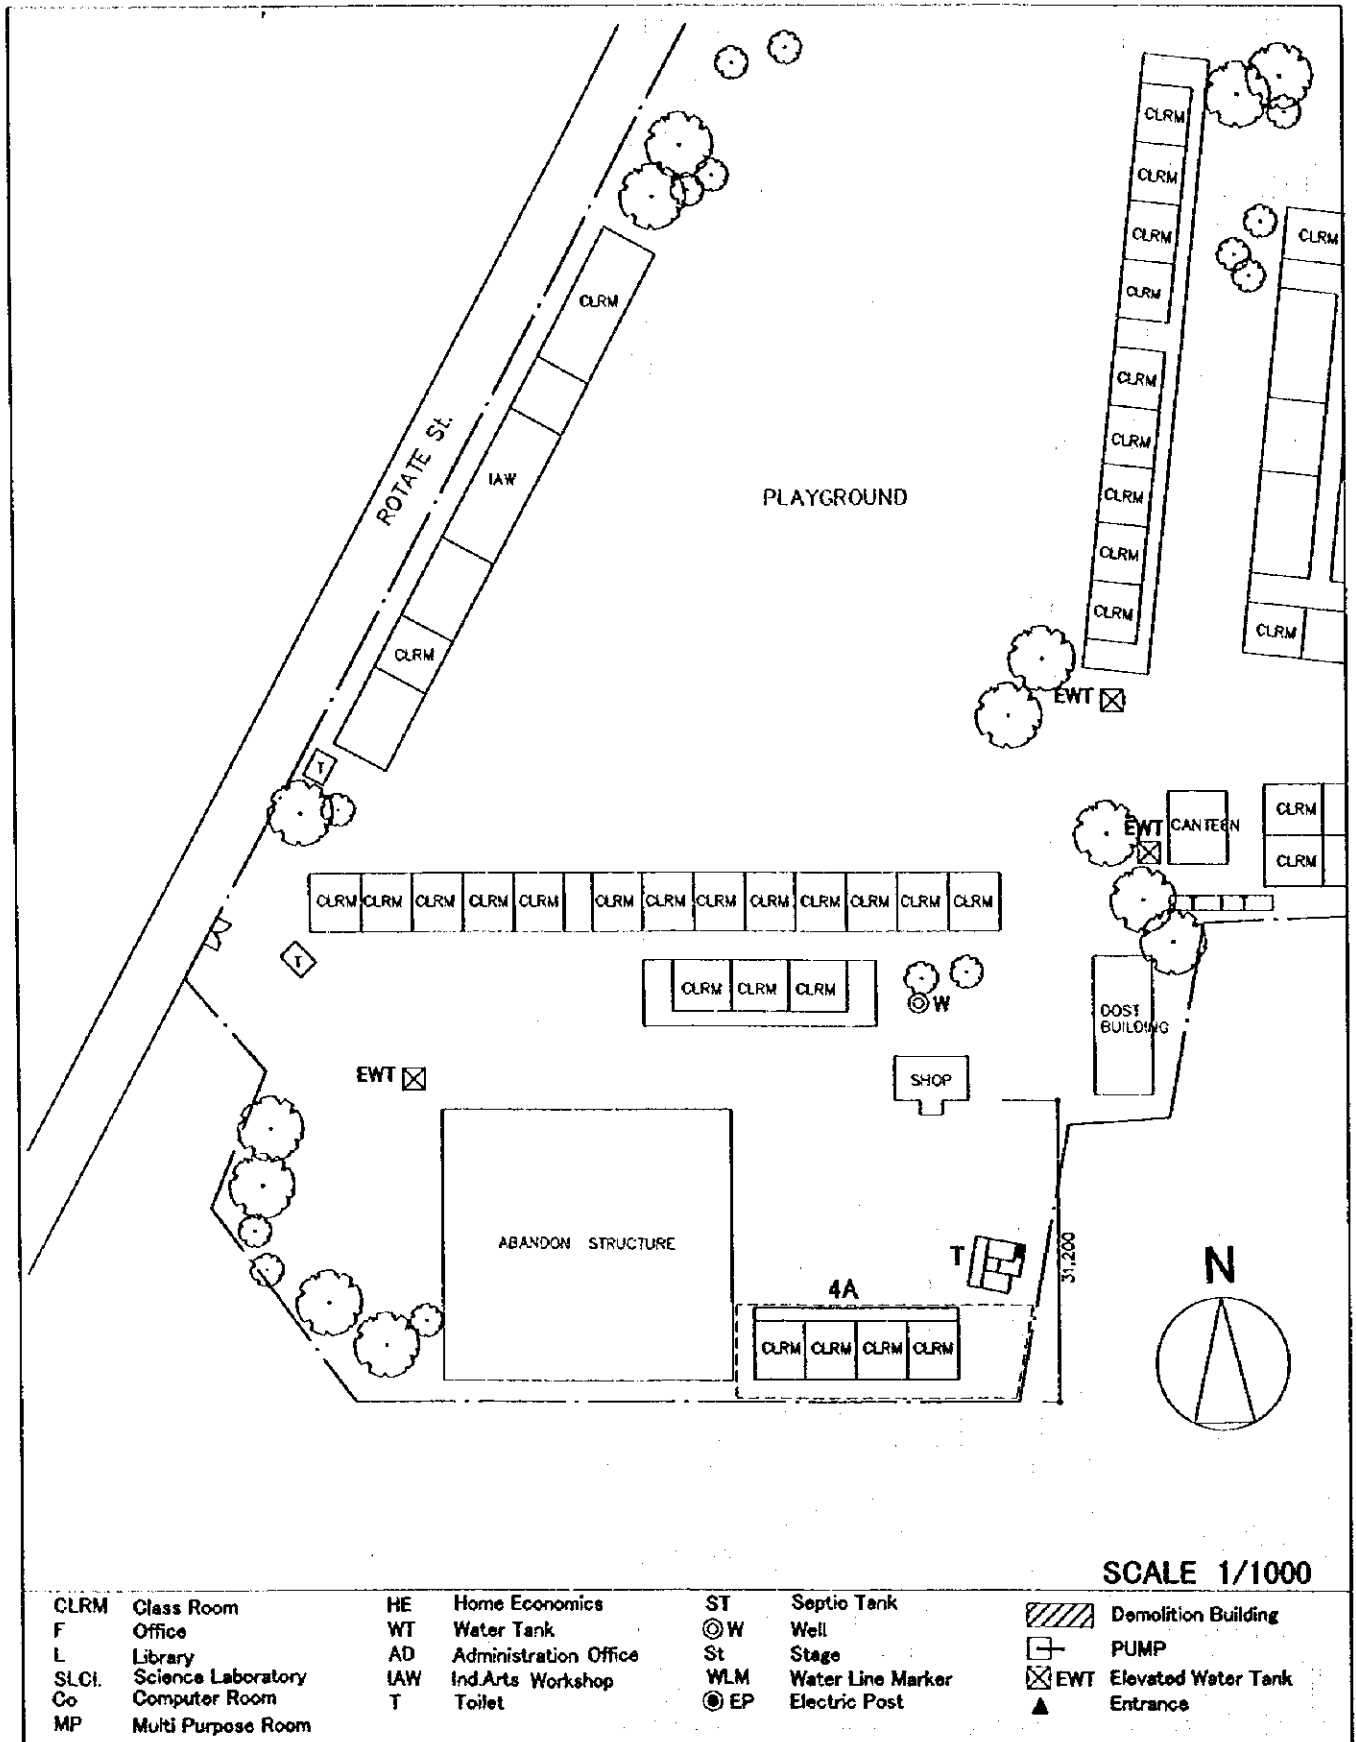 CLRM
CLRM
CLRM
CLRM
CLRM
CLRM
ROTATE St.
CLRM
IAW
PLAYGROUND
CLRM
CLRM
CLRM
CLRM
CLRM
CLRM
CLRM
EWT
T
EWT
CANTEEN
CLRM
CLRM
CLRM CLRM CLRM CLRM CLRM CLRM CLRM CLRM CLRM CLRM CLRM CLRM CLRM
T
CLRM CLRM CLRM
W
DOST
BUILDING
EWT
SHOP
ABANDON STRUCTURE
T
31,200
N
4A
CLRM CLRM CLRM CLRM
SCALE 1/1000
CLRM Class Room
F Office
L Library
SLCL. Science Laboratory
Co Computer Room
MP Multi Purpose Room
HE Home Economics
WT Water Tank
AD Administration Office
IAW Ind.Arts Workshop
T Toilet
ST Septic Tank
W Well
St Stage
WLM Water Line Marker
EP Electric Post
Demolition Building
PUMP
EWT Elevated Water Tank
Entrance